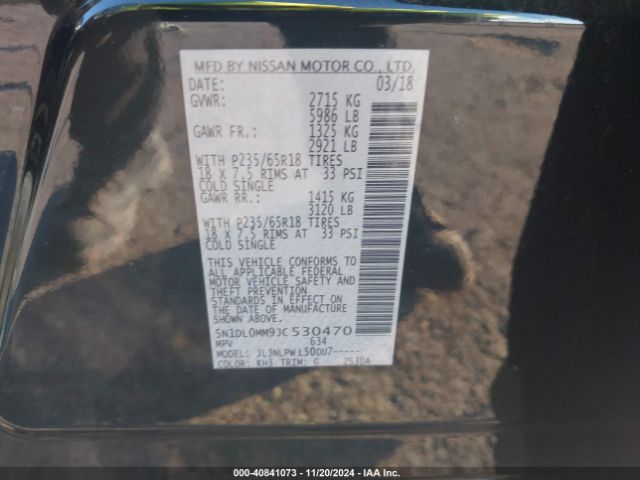 MFD BY NISSAN MOTOR CO., LTD.
DATE: 03/18
GVWR: 2715 KG
5986 LB
GAWR FR.: 1325 KG
2921 LB
WITH P235/65R18 TIRES
18 X 7.5 RIMS AT 33 PSI
COLD SINGLE
GAWR RR.: 1415 KG
3120 LB
WITH P235/65R18 TIRES
18 X 7.5 RIMS AT 33 PSI
COLD SINGLE
THIS VEHICLE CONFORMS TO
ALL APPLICABLE FEDERAL
MOTOR VEHICLE SAFETY AND
THEFT PREVENTION
STANDARDS IN EFFECT ON
THE DATE OF MANUFACTURE
SHOWN ABOVE.
5N1DL0MM9JC530470
MPV 634
MODEL: JLJNLPW L50DU7-----
COLOR: KH3 TRIM: G Z530A
000-40841073 - 11/20/2024 - IAA Inc.